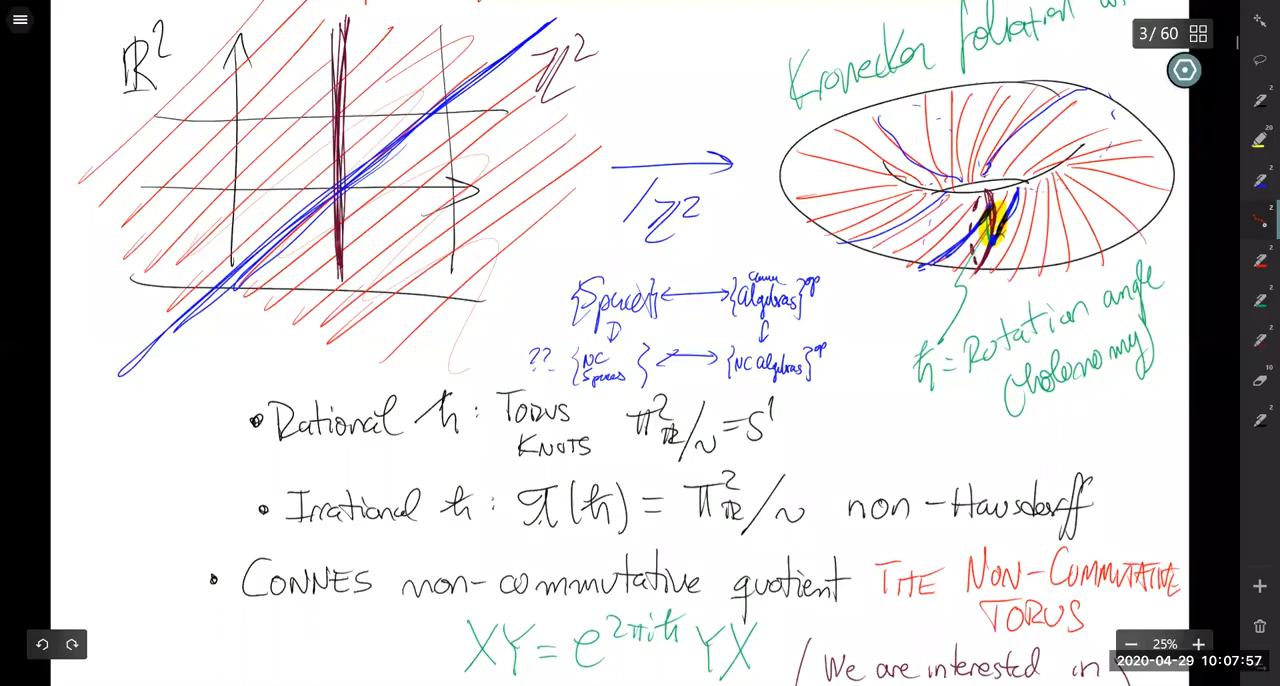 Kronecker foliation
3/60
ℝ²
ℤ²
/ℤ²
{Spaces} ↔ {Comm Algebras}^op
?? {NC Spaces} ↔ {NC Algebras}^op
ħ = Rotation angle
(holonomy)
• Rational ħ: TORUS KNOTS 𝕋²_ℝ/~ = S¹
• Irrational ħ: 𝒯(ħ) = 𝕋²_ℝ/~ non-Hausdorff
• CONNES non-commutative quotient THE NON-COMMUTATIVE TORUS
XY = e^{2πiħ} YX
/ We are interested in
25%
2020-04-29 10:07:57